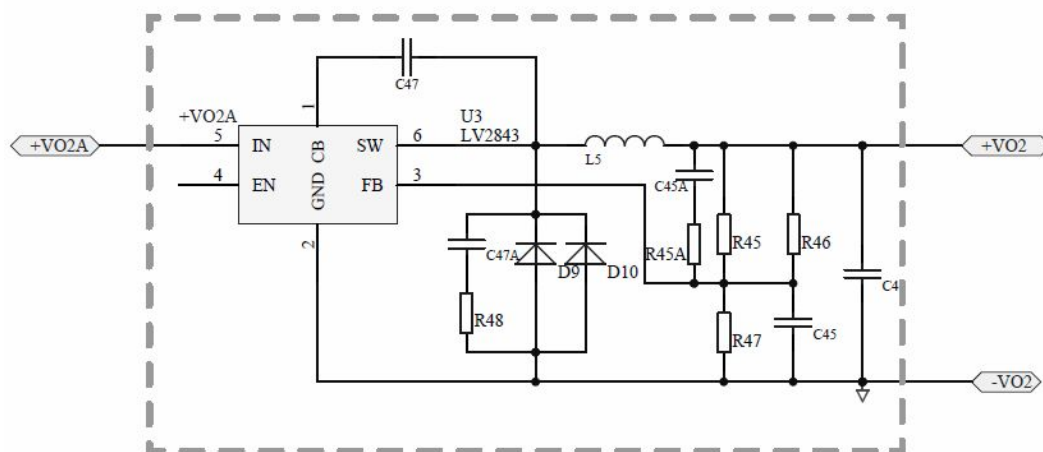 C47
1
+VO2A
U3
LV2843
+VO2A
5
IN
CB
SW
6
L5
+VO2
4
EN
GND
FB
3
C45A
2
C47A
D9
D10
R45A
R45
R46
C4
R48
R47
C45
-VO2